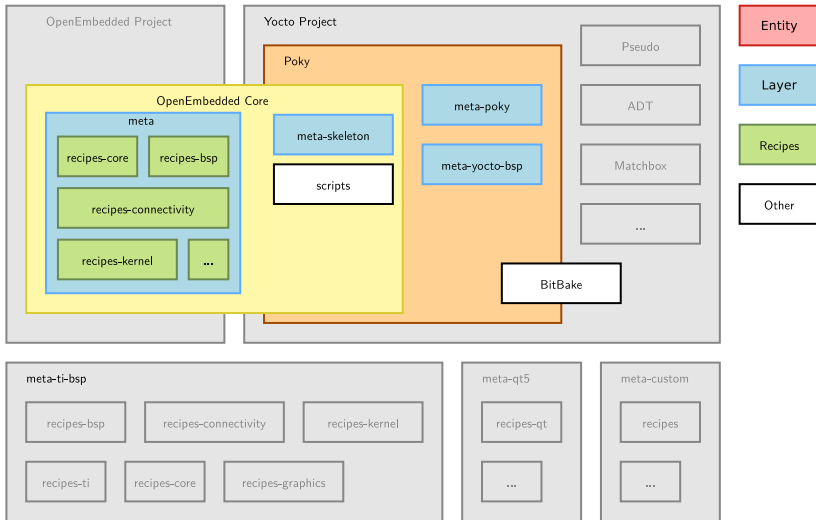 OpenEmbedded Project
Yocto Project
Entity
Poky
Pseudo
Layer
OpenEmbedded Core
meta-poky
ADT
meta
meta-skeleton
Recipes
recipes-core
recipes-bsp
meta-yocto-bsp
Matchbox
scripts
Other
recipes-connectivity
...
recipes-kernel
...
BitBake
meta-ti-bsp
meta-qt5
meta-custom
recipes-bsp
recipes-connectivity
recipes-kernel
recipes-qt
recipes
recipes-ti
recipes-core
recipes-graphics
...
...